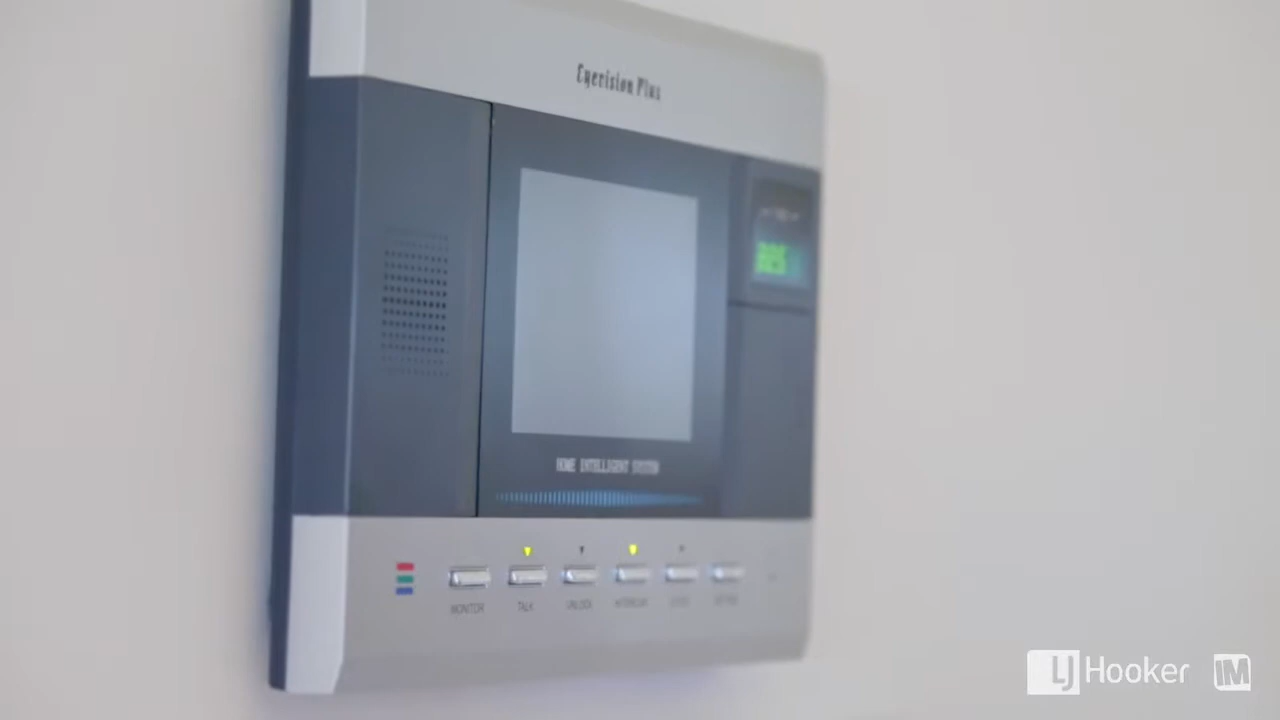 Eyevision Plus
HOME INTELLIGENT SYSTEM
MONITOR TALK UNLOCK INTERCOM
LJ Hooker IM